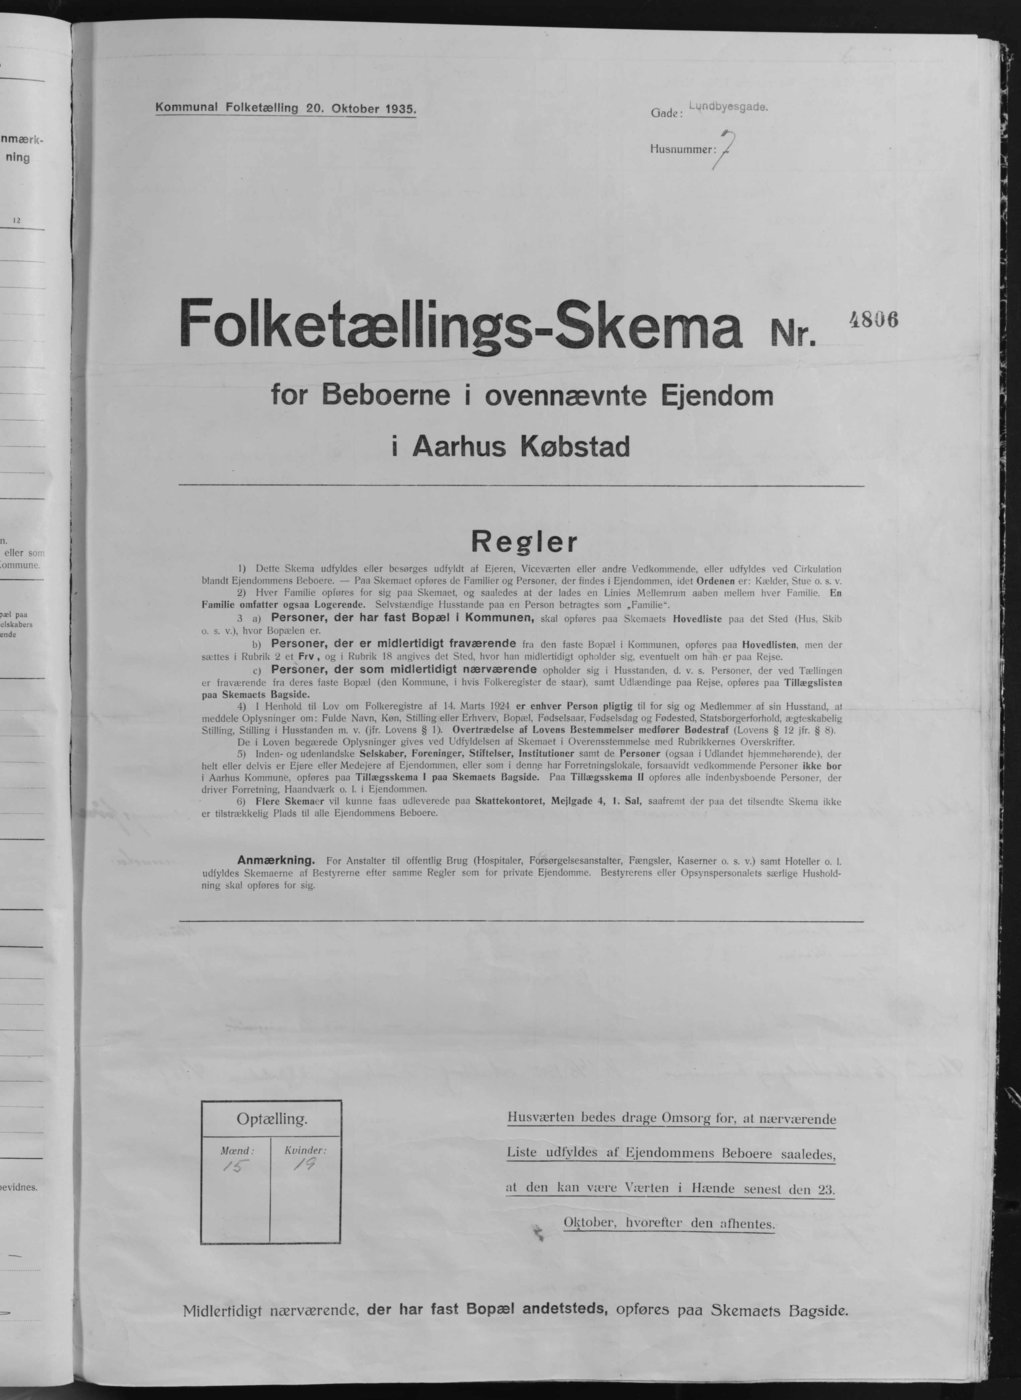 nmærk-
ning
12
n.
eller som
ommune.
pæl paa
elskabers
ende
evidnes.
Kommunal Folketælling 20. Oktober 1935.
Gade: Lundbyesgade.
Husnummer: 7
Folketællings-Skema Nr. 4806
for Beboerne i ovennævnte Ejendom
i Aarhus Købstad
Regler
1) Dette Skema udfyldes eller besørges udfyldt af Ejeren, Viceværten eller andre Vedkommende, eller udfyldes ved Cirkulation
blandt Ejendommens Beboere. — Paa Skemaet opføres de Familier og Personer, der findes i Ejendommen, idet Ordenen er: Kælder, Stue o. s. v.
2) Hver Familie opføres for sig paa Skemaet, og saaledes at der lades en Linies Mellemrum aaben mellem hver Familie. En
Familie omfatter ogsaa Logerende. Selvstændige Husstande paa en Person betragtes som „Familie“.
3 a) Personer, der har fast Bopæl i Kommunen, skal opføres paa Skemaets Hovedliste paa det Sted (Hus, Skib
o. s. v.), hvor Bopælen er.
b) Personer, der er midlertidigt fraværende fra den faste Bopæl i Kommunen, opføres paa Hovedlisten, men der
sættes i Rubrik 2 et Frv., og i Rubrik 18 angives det Sted, hvor han midlertidigt opholder sig, eventuelt om han er paa Rejse.
c) Personer, der som midlertidigt nærværende opholder sig i Husstanden, d. v. s. Personer, der ved Tællingen
er fraværende fra deres faste Bopæl (den Kommune, i hvis Folkeregister de staar), samt Udlændinge paa Rejse, opføres paa Tillægslisten
paa Skemaets Bagside.
4) I Henhold til Lov om Folkeregistre af 14. Marts 1924 er enhver Person pligtig til for sig og Medlemmer af sin Husstand, at
meddele Oplysninger om: Fulde Navn, Køn, Stilling eller Erhverv, Bopæl, Fødselsaar, Fødselsdag og Fødested, Statsborgerforhold, ægteskabelig
Stilling, Stilling i Husstanden m. v. (jfr. Lovens § 1). Overtrædelse af Lovens Bestemmelser medfører Bødestraf (Lovens § 12 jfr. § 8).
De i Loven begærede Oplysninger gives ved Udfyldelsen af Skemaet i Overensstemmelse med Rubrikkernes Overskrifter.
5) Inden- og udenlandske Selskaber, Foreninger, Stiftelser, Institutioner samt de Personer (ogsaa i Udlandet hjemmehørende), der
helt eller delvis er Ejere eller Medejere af Ejendommen, eller som i denne har Forretningslokale, forsaavidt vedkommende Personer ikke bor
i Aarhus Kommune, opføres paa Tillægsskema I paa Skemaets Bagside. Paa Tillægsskema II opføres alle indenbysboende Personer, der
driver Forretning, Haandværk o. l. i Ejendommen.
6) Flere Skemaer vil kunne faas udleverede paa Skattekontoret, Mejlgade 4, 1. Sal, saafremt der paa det tilsendte Skema ikke
er tilstrækkelig Plads til alle Ejendommens Beboere.
Anmærkning. For Anstalter til offentlig Brug (Hospitaler, Forsørgelsesanstalter, Fængsler, Kaserner o. s. v.) samt Hoteller o. l.
udfyldes Skemaerne af Bestyrerne efter samme Regler som for private Ejendomme. Bestyrerens eller Opsynspersonalets særlige Hushold-
ning skal opføres for sig.
Optælling.
Mænd: Kvinder:
15 19
Husværten bedes drage Omsorg for, at nærværende
Liste udfyldes af Ejendommens Beboere saaledes,
at den kan være Værten i Hænde senest den 23.
Oktober, hvorefter den afhentes.
Midlertidigt nærværende, der har fast Bopæl andetsteds, opføres paa Skemaets Bagside.